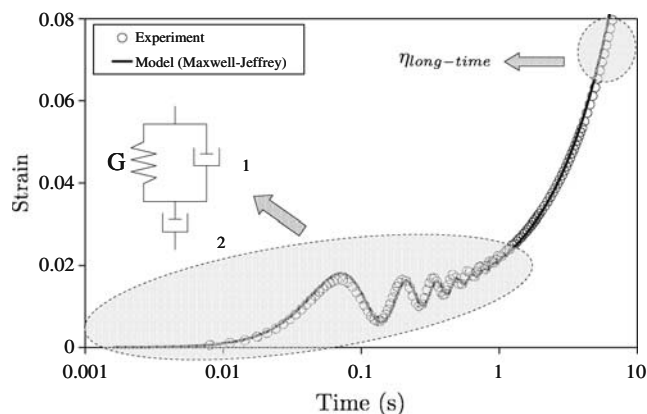 0.08
Experiment
Model (Maxwell-Jeffrey)
ηlong−time
0.06
G
1
2
Strain
0.04
0.02
0
0.001
0.01
0.1
1
10
Time (s)